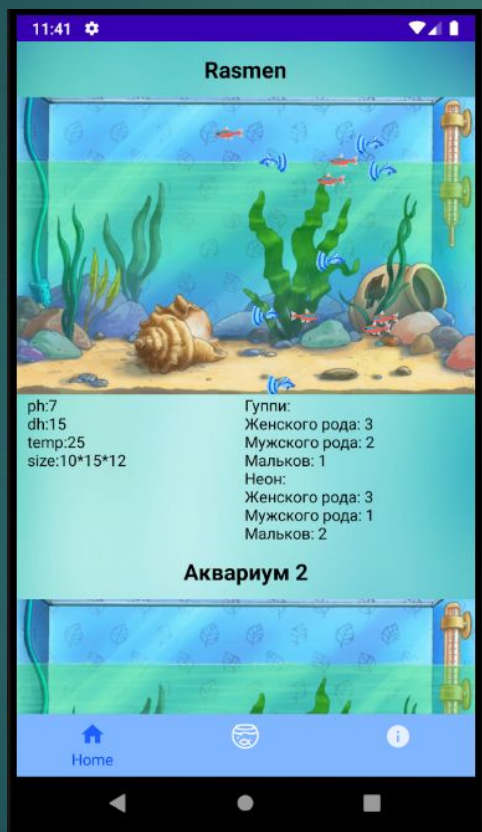 11:41
Rasmen
ph:7
dh:15
temp:25
size:10*15*12
Гуппи:
Женского рода: 3
Мужского рода: 2
Мальков: 1
Неон:
Женского рода: 3
Мужского рода: 1
Мальков: 2
Аквариум 2
Home